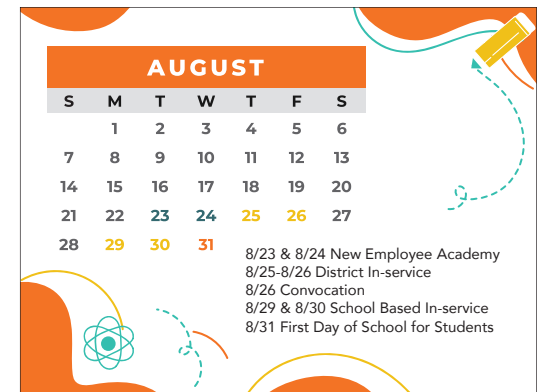 AUGUST
S M T W T F S
1 2 3 4 5 6
7 8 9 10 11 12 13
14 15 16 17 18 19 20
21 22 23 24 25 26 27
28 29 30 31
8/23 & 8/24 New Employee Academy
8/25-8/26 District In-service
8/26 Convocation
8/29 & 8/30 School Based In-service
8/31 First Day of School for Students